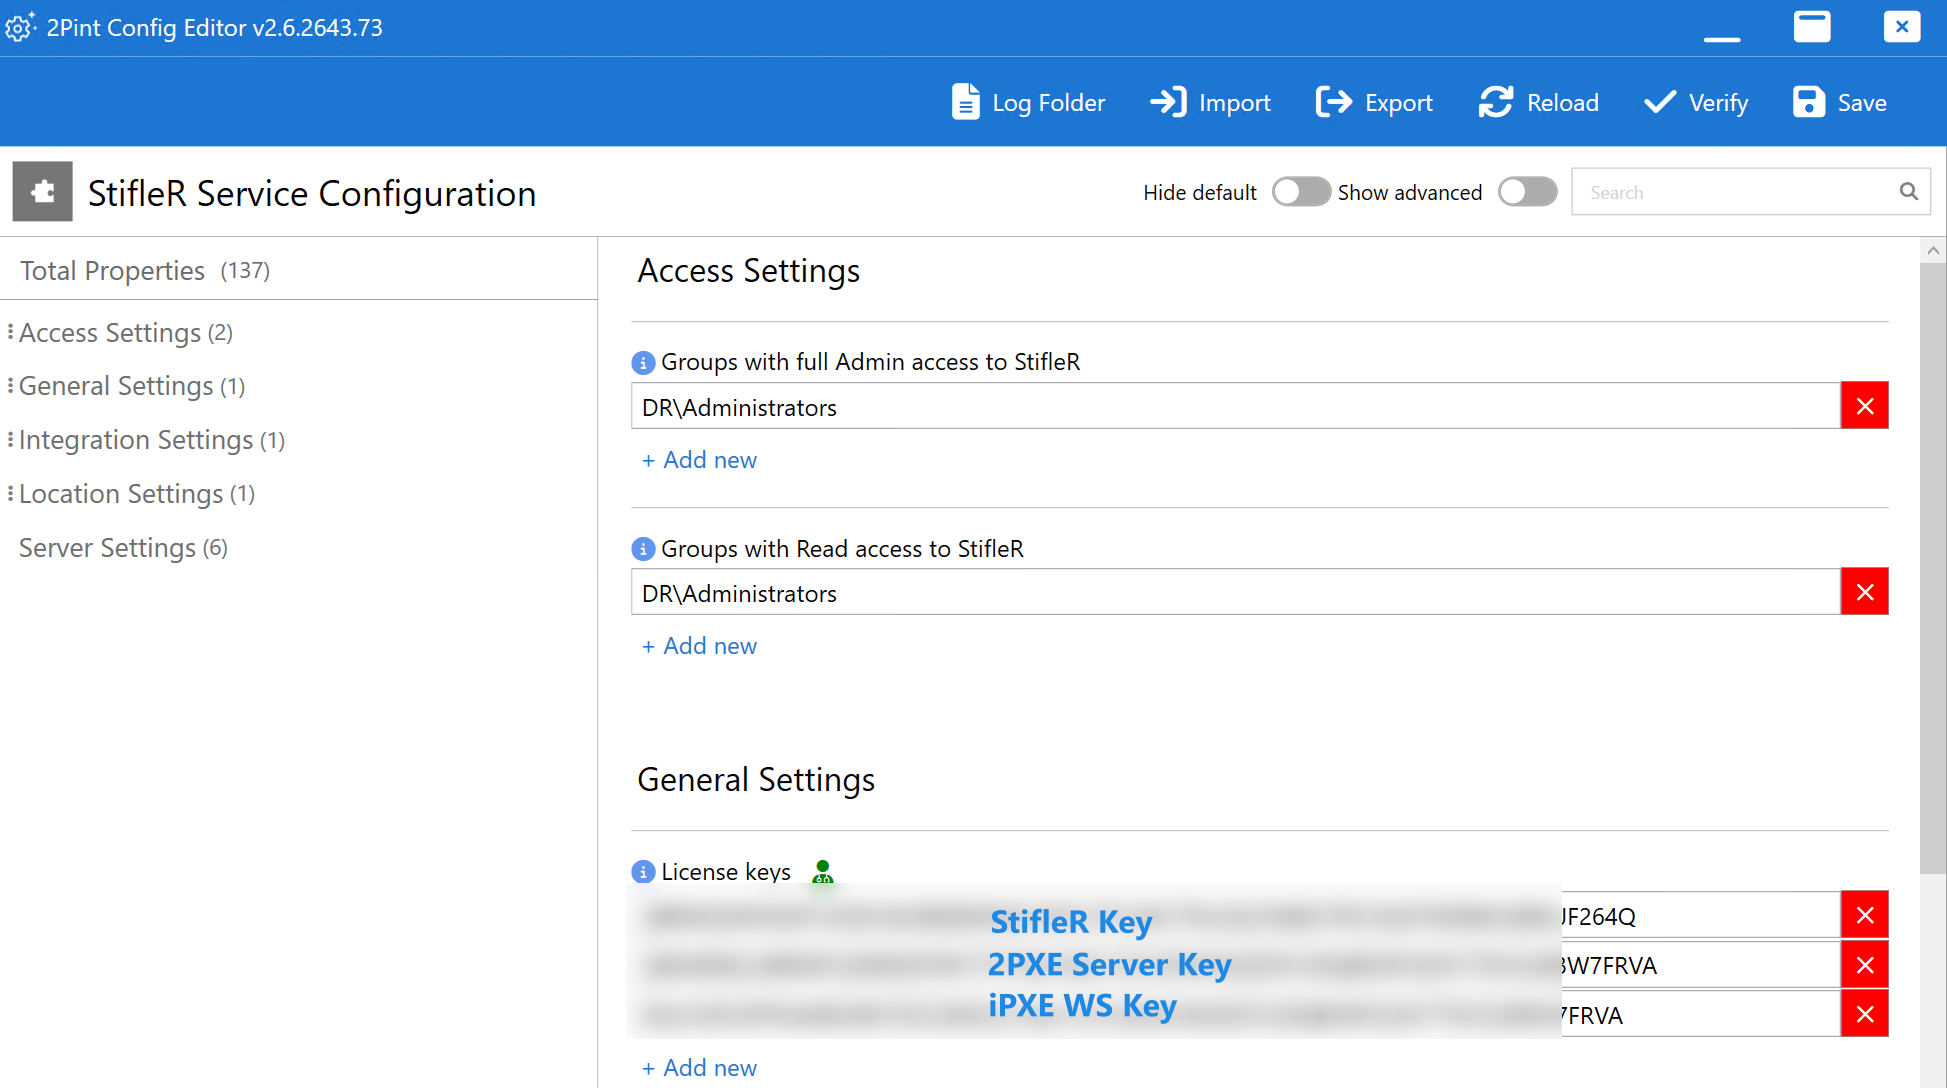 2Pint Config Editor v2.6.2643.73
Log Folder
Import
Export
Reload
Verify
Save
StifleR Service Configuration
Hide default
Show advanced
Search
Total Properties (137)
Access Settings (2)
General Settings (1)
Integration Settings (1)
Location Settings (1)
Server Settings (6)
Access Settings
Groups with full Admin access to StifleR
DR\Administrators
+ Add new
Groups with Read access to StifleR
DR\Administrators
+ Add new
General Settings
License keys
StifleR Key
F264Q
2PXE Server Key
W7FRVA
iPXE WS Key
7FRVA
+ Add new